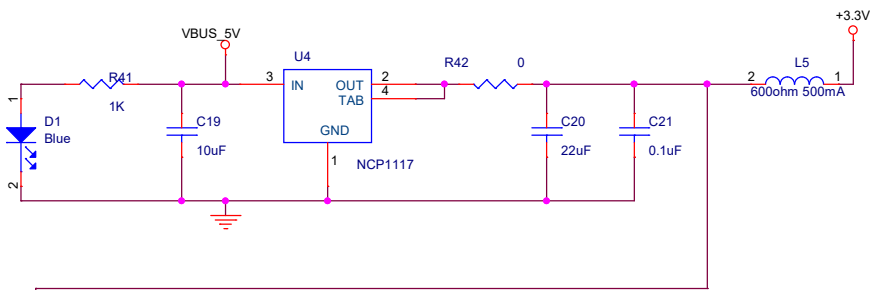 +3.3V
VBUS_5V
U4
R41
1K
3
IN
OUT
TAB
GND
2
4
1
NCP1117
R42
0
2
L5
1
600ohm 500mA
1
D1
Blue
2
C19
10uF
C20
22uF
C21
0.1uF